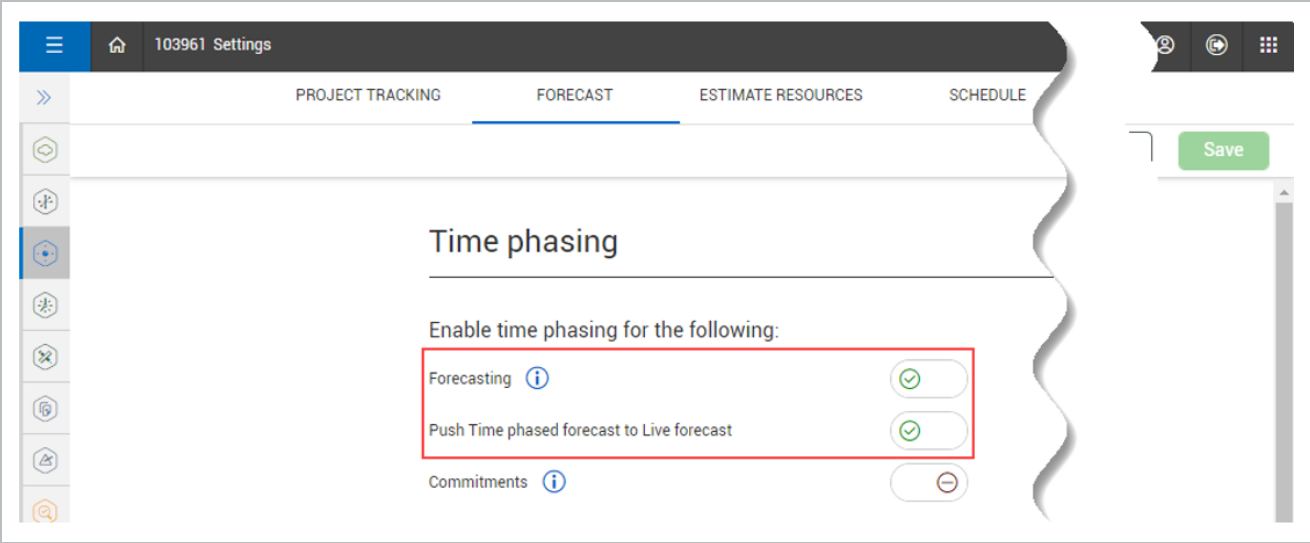 103961 Settings
PROJECT TRACKING FORECAST ESTIMATE RESOURCES SCHEDULE
Save
Time phasing
Enable time phasing for the following:
Forecasting
Push Time phased forecast to Live forecast
Commitments